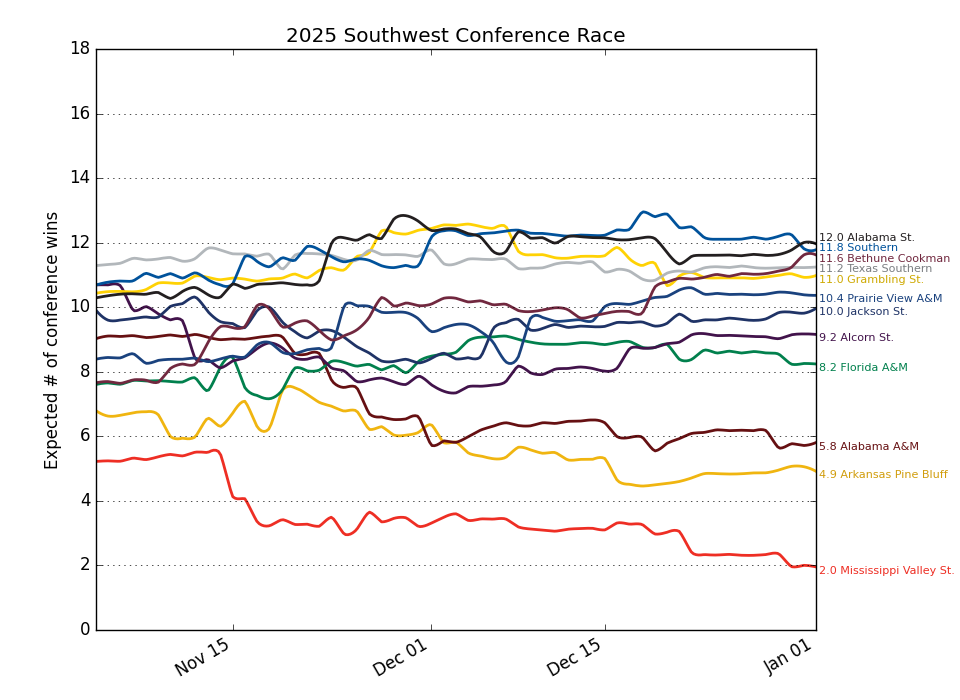 2025 Southwest Conference Race
Expected # of conference wins
18
16
14
12
10
8
6
4
2
0
Nov 15
Dec 01
Dec 15
Jan 01
12.0 Alabama St.
11.8 Southern
11.6 Bethune Cookman
11.2 Texas Southern
11.0 Grambling St.
10.4 Prairie View A&M
10.0 Jackson St.
9.2 Alcorn St.
8.2 Florida A&M
5.8 Alabama A&M
4.9 Arkansas Pine Bluff
2.0 Mississippi Valley St.